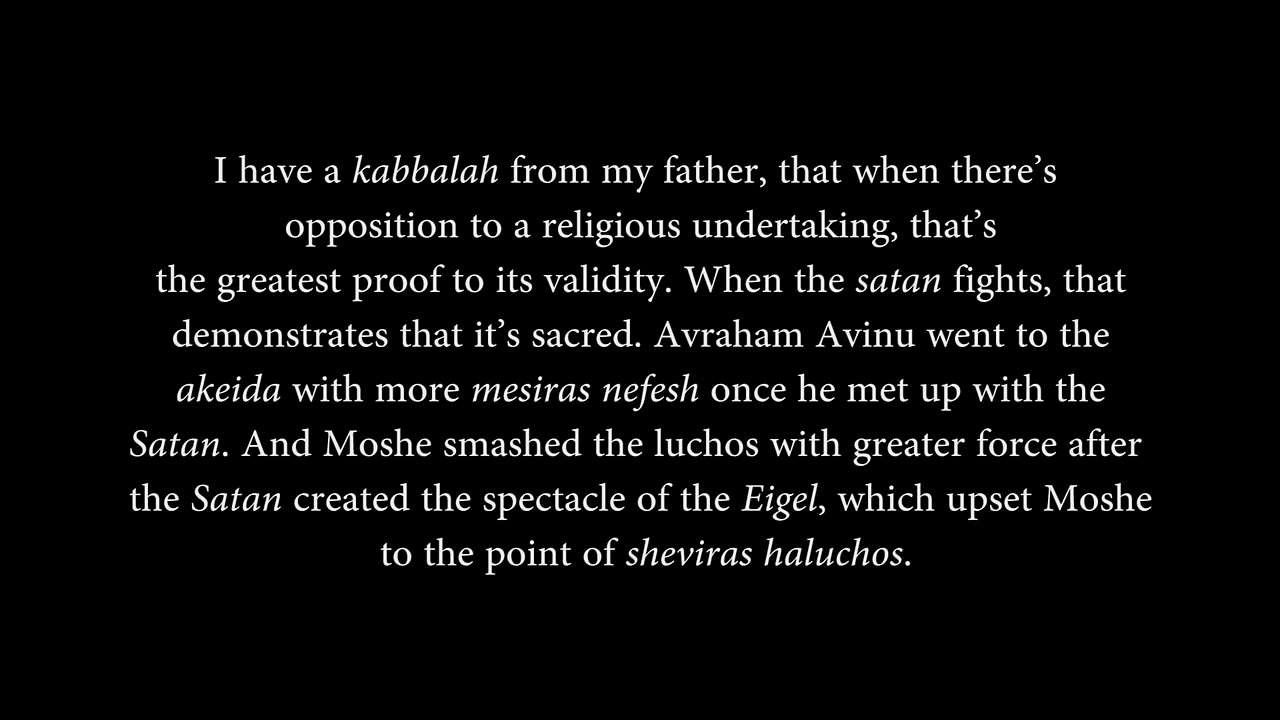 I have a kabbalah from my father, that when there’s
opposition to a religious undertaking, that’s
the greatest proof to its validity. When the satan fights, that
demonstrates that it’s sacred. Avraham Avinu went to the
akeida with more mesiras nefesh once he met up with the
Satan. And Moshe smashed the luchos with greater force after
the Satan created the spectacle of the Eigel, which upset Moshe
to the point of sheviras haluchos.